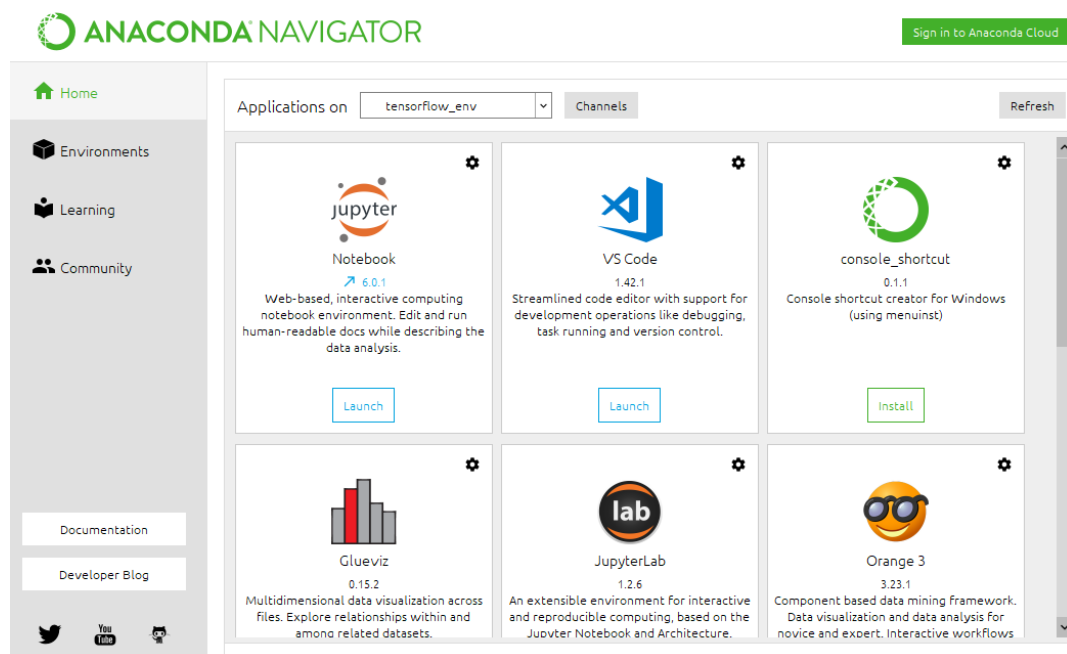 ANACONDA NAVIGATOR
Sign in to Anaconda Cloud
Home
Environments
Learning
Community
Documentation
Developer Blog
You
Tube
Applications on
tensorflow_env
Channels
Refresh
jupyter
Notebook
6.0.1
Web-based, interactive computing
notebook environment. Edit and run
human-readable docs while describing the
data analysis.
Launch
VS Code
1.42.1
Streamlined code editor with support for
development operations like debugging,
task running and version control.
Launch
console_shortcut
0.1.1
Console shortcut creator for Windows
(using menuinst)
Install
Glueviz
0.15.2
Multidimensional data visualization across
files. Explore relationships within and
among related datasets.
lab
JupyterLab
1.2.6
An extensible environment for interactive
and reproducible computing, based on the
Jupyter Notebook and Architecture.
Orange 3
3.23.1
Component based data mining framework.
Data visualization and data analysis for
novice and expert. Interactive workflows